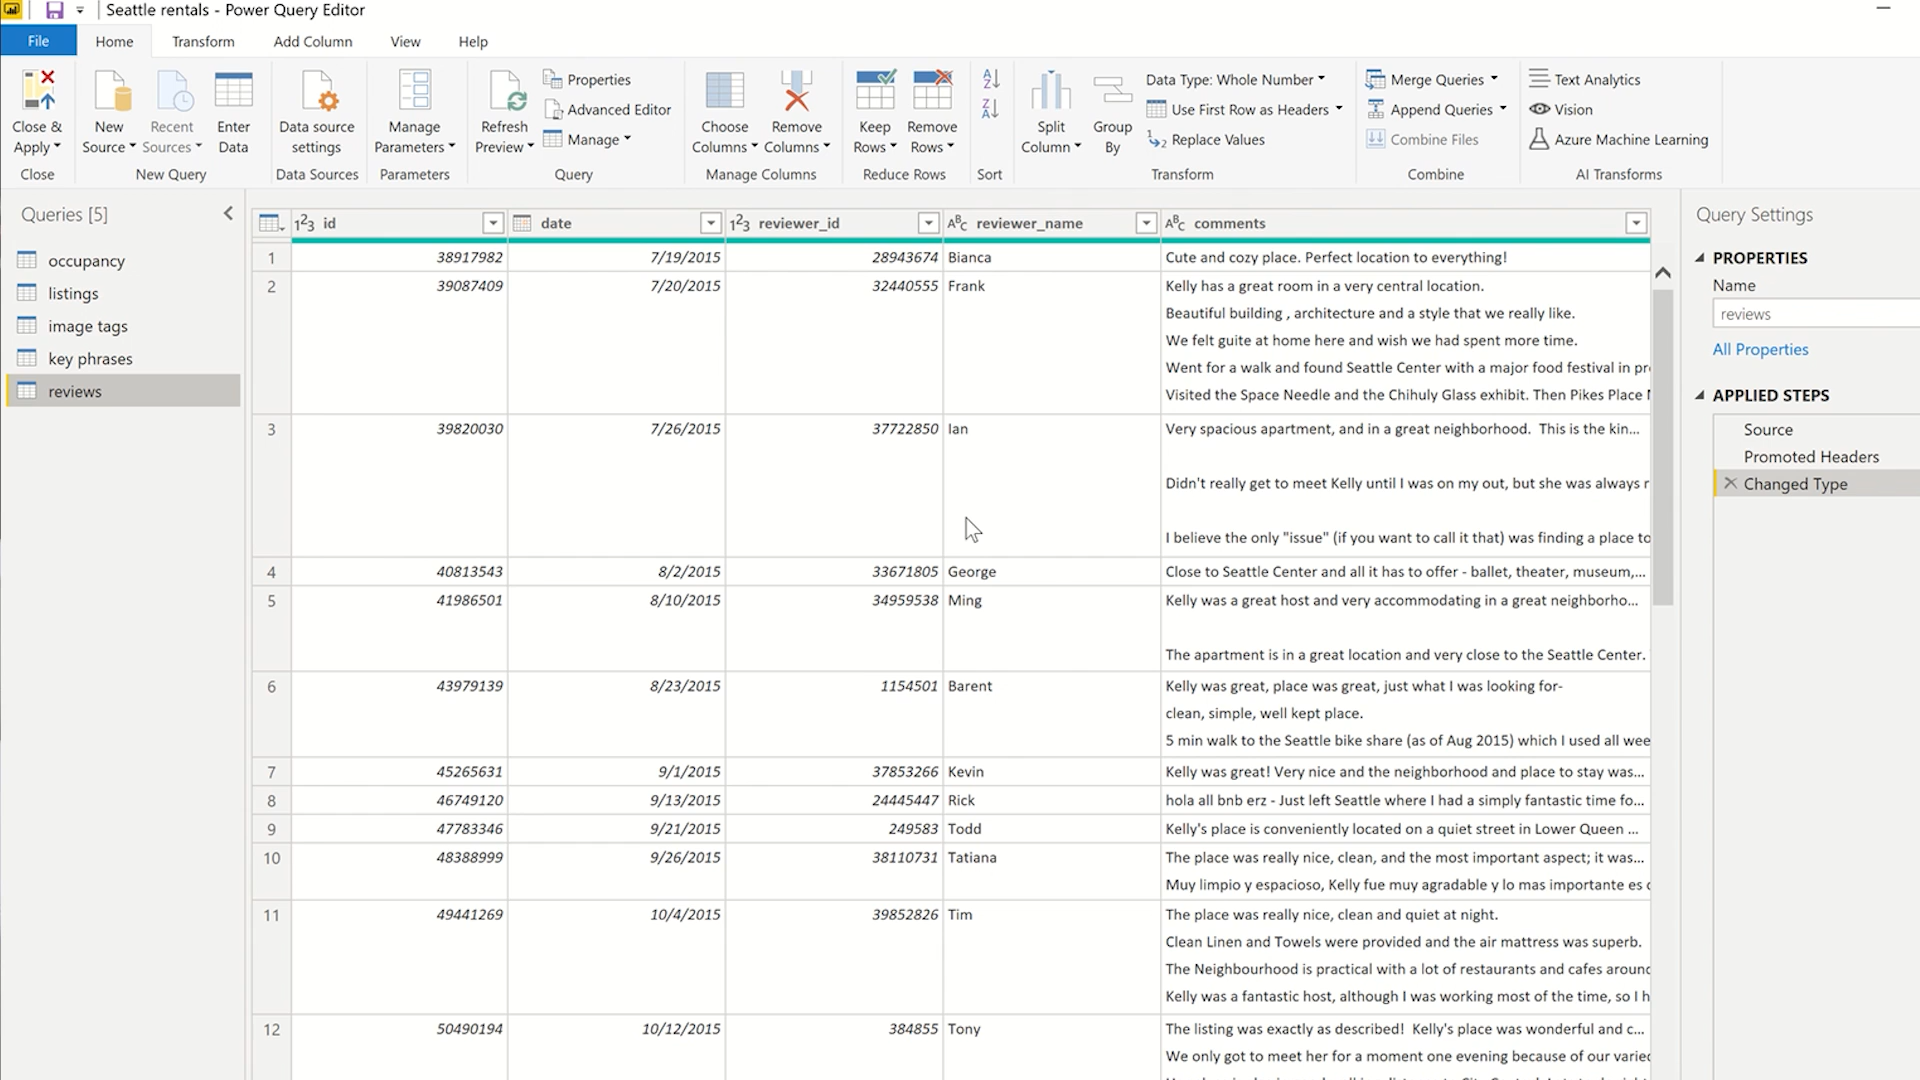 Seattle rentals - Power Query Editor
File Home Transform Add Column View Help
Close & Apply
New Source
Recent Sources
Enter Data
Data source settings
Manage Parameters
Refresh Preview
Properties
Advanced Editor
Manage
Choose Columns
Remove Columns
Keep Rows
Remove Rows
Split Column
Group By
Data Type: Whole Number
Use First Row as Headers
Replace Values
Merge Queries
Append Queries
Combine Files
Text Analytics
Vision
Azure Machine Learning
Close New Query Data Sources Parameters Query Manage Columns Reduce Rows Sort Transform Combine AI Transforms
Queries [5]
occupancy
listings
image tags
key phrases
reviews
id date reviewer_id reviewer_name comments
1 38917982 7/19/2015 28943674 Bianca Cute and cozy place. Perfect location to everything!
2 39087409 7/20/2015 32440555 Frank Kelly has a great room in a very central location.
Beautiful building , architecture and a style that we really like.
We felt guite at home here and wish we had spent more time.
Went for a walk and found Seattle Center with a major food festival in
Visited the Space Needle and the Chihuly Glass exhibit. Then Pikes Place
3 39820030 7/26/2015 37722850 Ian Very spacious apartment, and in a great neighborhood. This is the kin...
Didn't really get to meet Kelly until I was on my out, but she was always
I believe the only "issue" (if you want to call it that) was finding a place to
4 40813543 8/2/2015 33671805 George Close to Seattle Center and all it has to offer - ballet, theater, museum,...
5 41986501 8/10/2015 34959538 Ming Kelly was a great host and very accommodating in a great neighborho...
The apartment is in a great location and very close to the Seattle Center.
6 43979139 8/23/2015 1154501 Barent Kelly was great, place was great, just what I was looking for-
clean, simple, well kept place.
5 min walk to the Seattle bike share (as of Aug 2015) which I used all wee
7 45265631 9/1/2015 37853266 Kevin Kelly was great! Very nice and the neighborhood and place to stay was...
8 46749120 9/13/2015 24445447 Rick hola all bnb erz - Just left Seattle where I had a simply fantastic time fo...
9 47783346 9/21/2015 249583 Todd Kelly's place is conveniently located on a quiet street in Lower Queen ...
10 48388999 9/26/2015 38110731 Tatiana The place was really nice, clean, and the most important aspect; it was...
Muy limpio y espacioso, Kelly fue muy agradable y lo mas importante es
11 49441269 10/4/2015 39852826 Tim The place was really nice, clean and quiet at night.
Clean Linen and Towels were provided and the air mattress was superb.
The Neighbourhood is practical with a lot of restaurants and cafes aroun
Kelly was a fantastic host, although I was working most of the time, so I h
12 50490194 10/12/2015 384855 Tony The listing was exactly as described! Kelly's place was wonderful and c...
We only got to meet her for a moment one evening because of our varie
Query Settings
PROPERTIES
Name
reviews
All Properties
APPLIED STEPS
Source
Promoted Headers
Changed Type